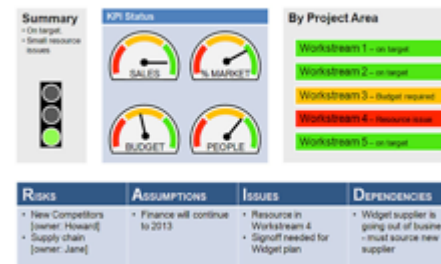 Summary
• On target.
• Small resource
issues
KPI Status
SALES
% MARKET
BUDGET
PEOPLE
By Project Area
Workstream 1 – on target
Workstream 2 – on target
Workstream 3 – Budget required
Workstream 4 – Resource issue
Workstream 5 – on target
RISKS
• New Competitors
[owner: Howard]
• Supply chain
[owner: Jane]
ASSUMPTIONS
• Finance will continue
to 2013
ISSUES
• Resource in
Workstream 4
• Signoff needed for
Widget plan
DEPENDENCIES
• Widget supplier is
going out of busine
- must source new
supplier